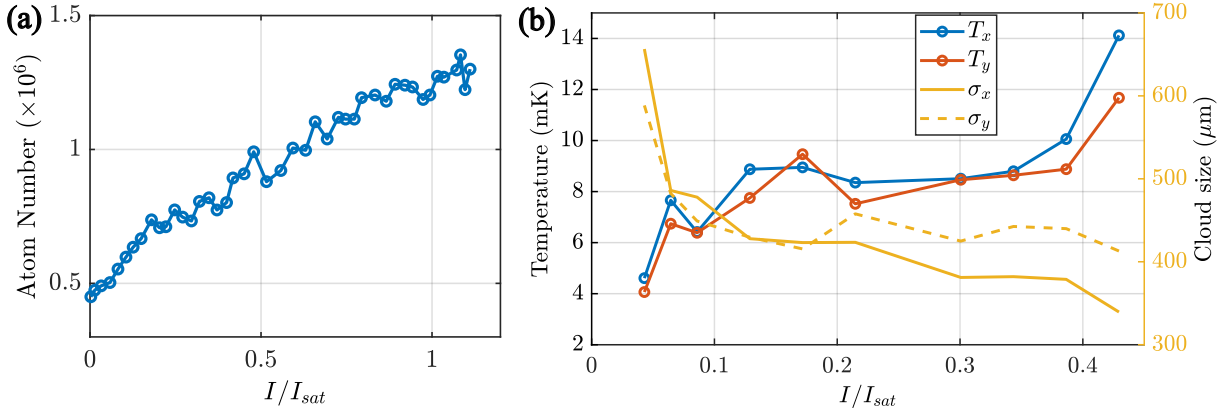 (a)
Atom Number (×10⁶)
1.5
1
0.5
0
0.5
1
I/I_sat
(b)
Temperature (mK)
14
12
10
8
6
4
2
0
0.1
0.2
0.3
0.4
I/I_sat
T_x
T_y
σ_x
σ_y
700
600
500
400
300
Cloud size (μm)